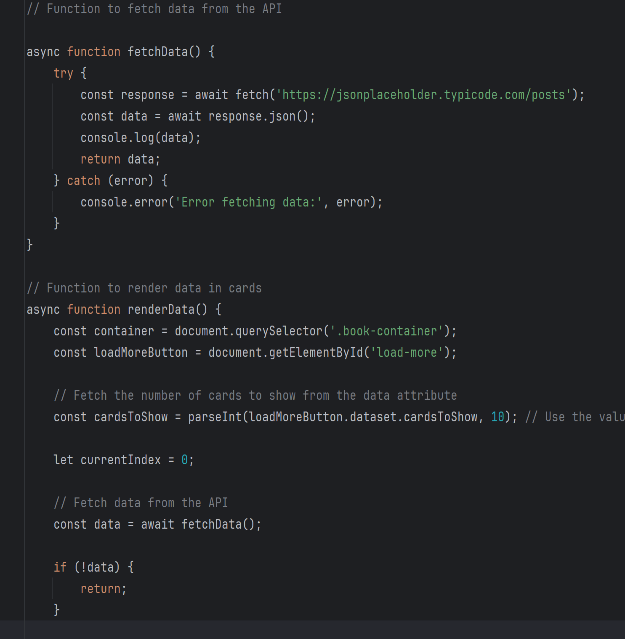 // Function to fetch data from the API
async function fetchData() {
try {
const response = await fetch('https://jsonplaceholder.typicode.com/posts');
const data = await response.json();
console.log(data);
return data;
} catch (error) {
console.error('Error fetching data:', error);
}
}
// Function to render data in cards
async function renderData() {
const container = document.querySelector('.book-container');
const loadMoreButton = document.getElementById('load-more');
// Fetch the number of cards to show from the data attribute
const cardsToShow = parseInt(loadMoreButton.dataset.cardsToShow, 10); // Use the valu
let currentIndex = 0;
// Fetch data from the API
const data = await fetchData();
if (!data) {
return;
}